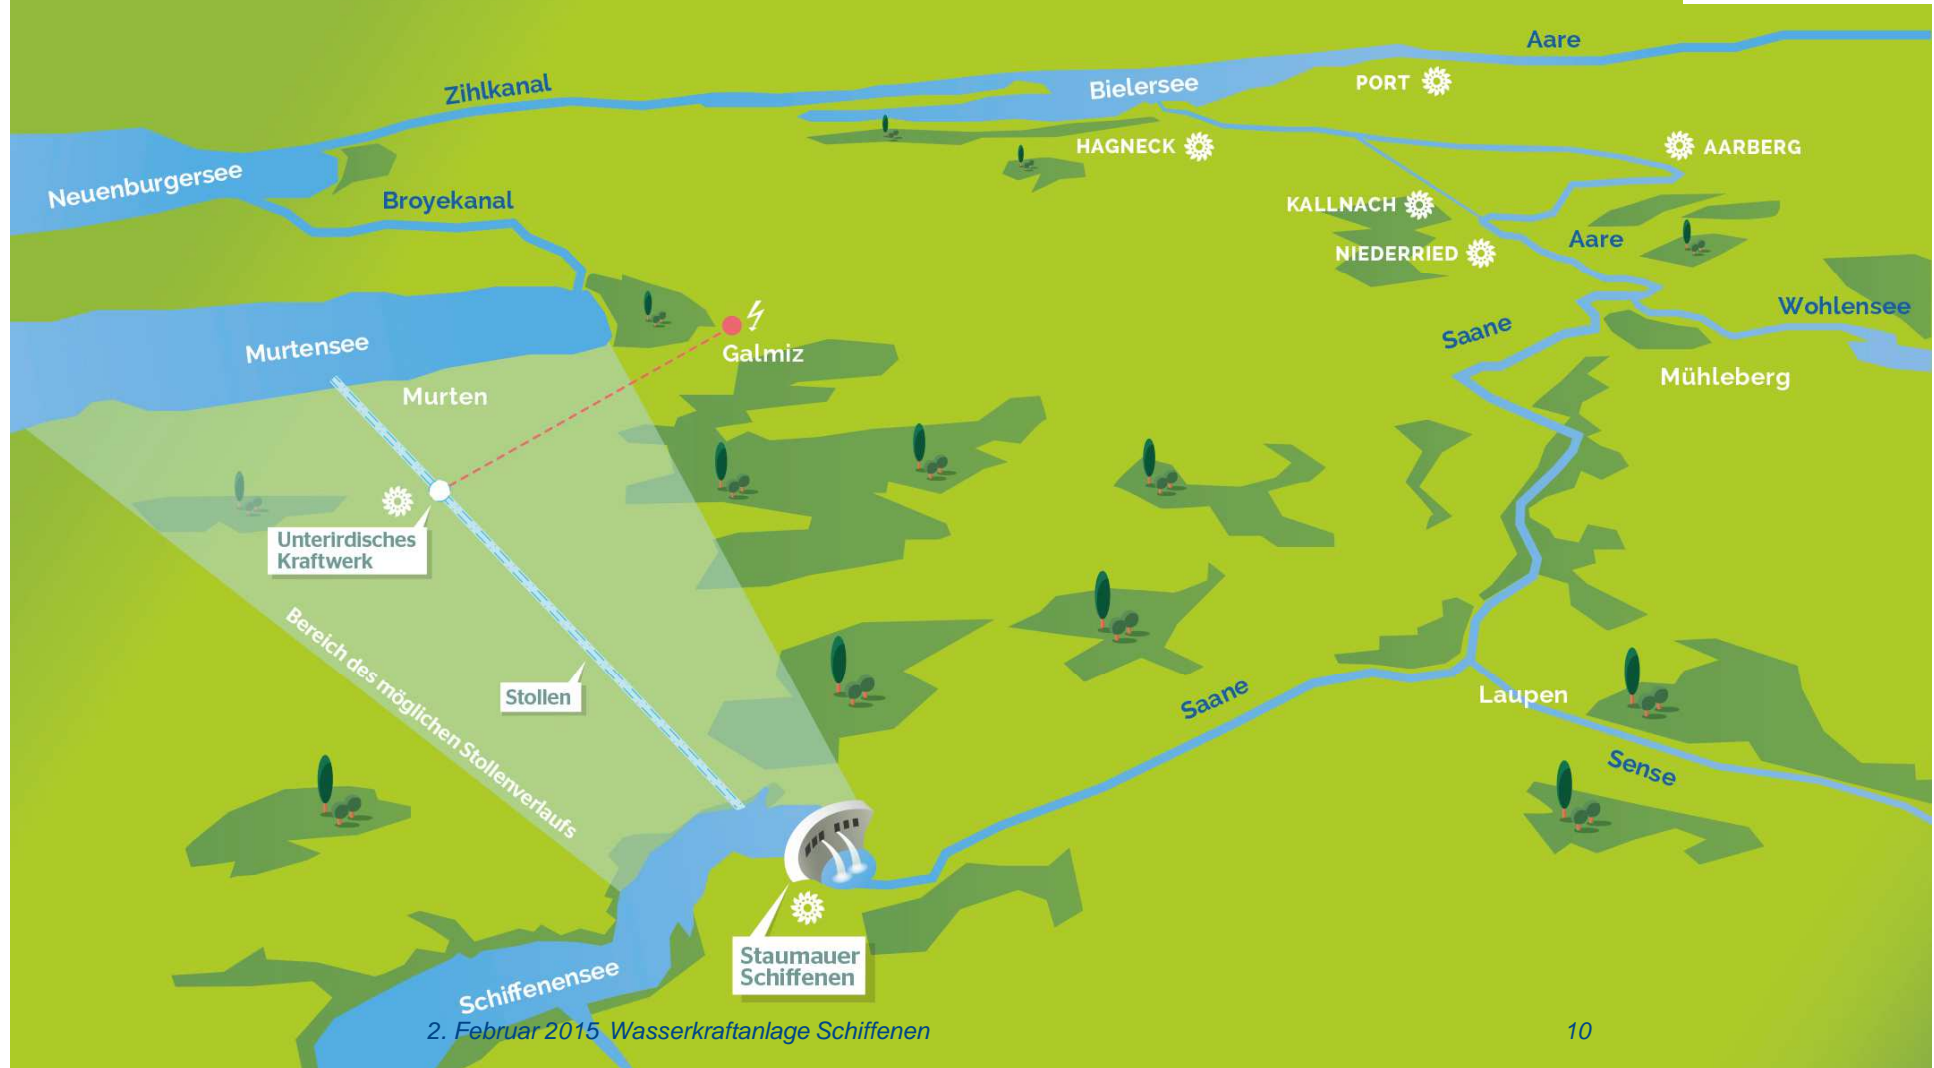 Aare
Zihlkanal
Bielersee
PORT
HAGNECK
AARBERG
Neuenburgersee
Broyekanal
KALLNACH
Aare
NIEDERRIED
Wohlensee
Saane
Murtensee
Galmiz
Mühleberg
Murten
Unterirdisches
Kraftwerk
Bereich des möglichen Stollenverlaufs
Stollen
Saane
Laupen
Sense
Staumauer
Schiffenen
Schiffenensee
2. Februar 2015 Wasserkraftanlage Schiffenen 10